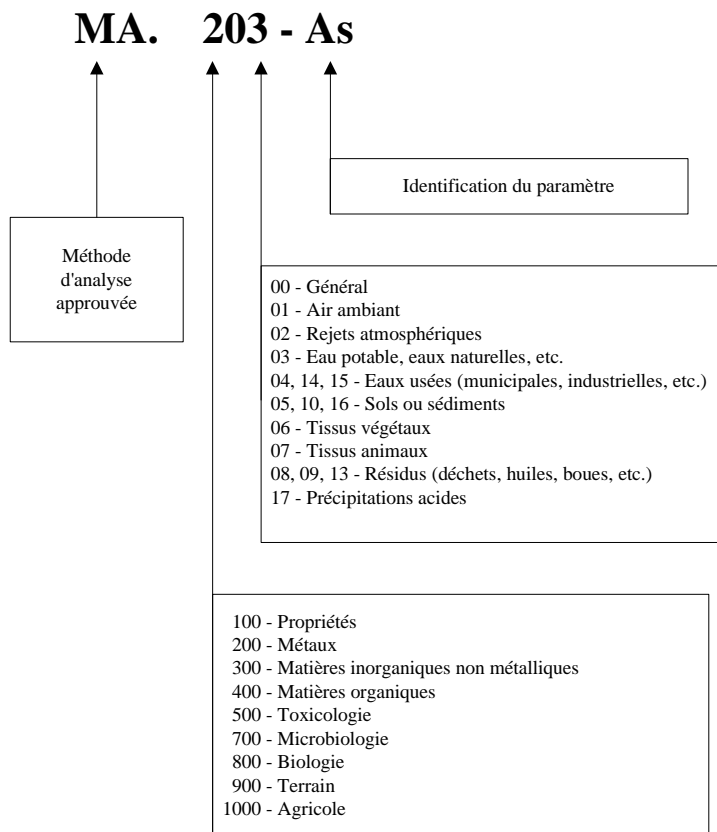 MA. 203 - As
Identification du paramètre
Méthode
d'analyse
approuvée
00 - Général
01 - Air ambiant
02 - Rejets atmosphériques
03 - Eau potable, eaux naturelles, etc.
04, 14, 15 - Eaux usées (municipales, industrielles, etc.)
05, 10, 16 - Sols ou sédiments
06 - Tissus végétaux
07 - Tissus animaux
08, 09, 13 - Résidus (déchets, huiles, boues, etc.)
17 - Précipitations acides
100 - Propriétés
200 - Métaux
300 - Matières inorganiques non métalliques
400 - Matières organiques
500 - Toxicologie
700 - Microbiologie
800 - Biologie
900 - Terrain
1000 - Agricole